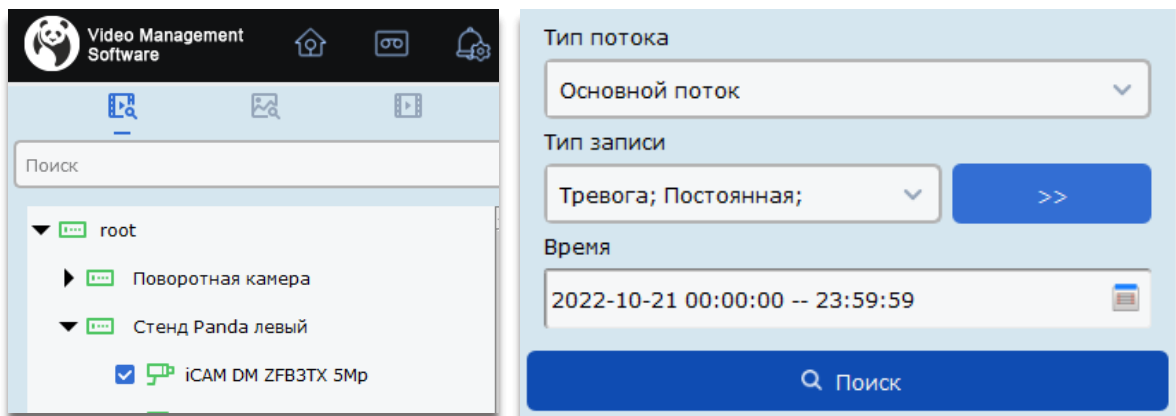 Video Management
Software
Поиск
root
Поворотная камера
Стенд Panda левый
iCAM DM ZFB3TX 5Mp
Тип потока
Основной поток
Тип записи
Тревога; Постоянная;
>>
Время
2022-10-21 00:00:00 -- 23:59:59
Поиск